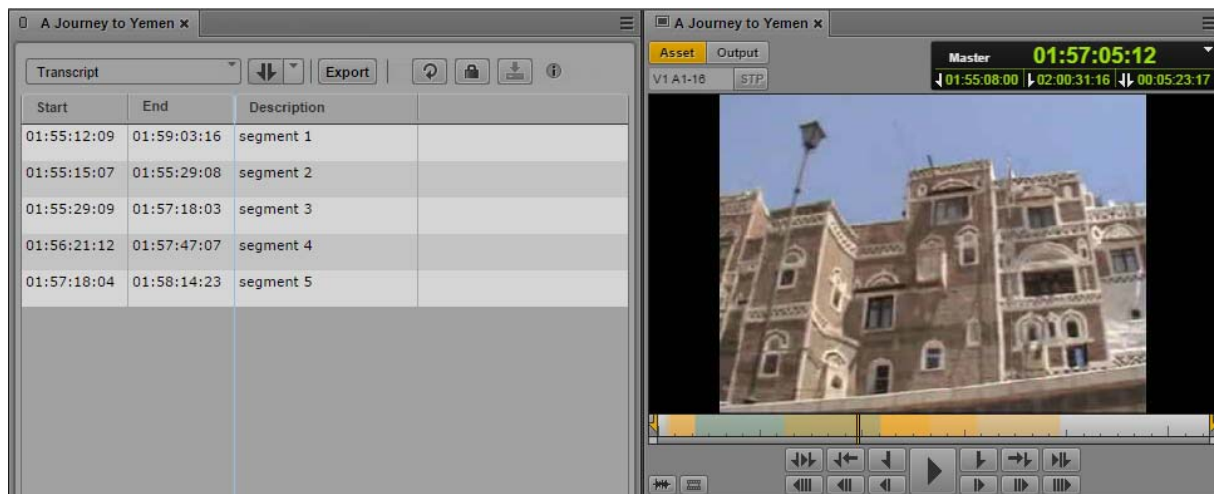 A Journey to Yemen x
Transcript
Export
Start End Description
01:55:12:09 01:59:03:16 segment 1
01:55:15:07 01:55:29:08 segment 2
01:55:29:09 01:57:18:03 segment 3
01:56:21:12 01:57:47:07 segment 4
01:57:18:04 01:58:14:23 segment 5
A Journey to Yemen x
Asset Output
V1 A1-16 STP
Master 01:57:05:12
01:55:08:00 02:00:31:16 00:05:23:17